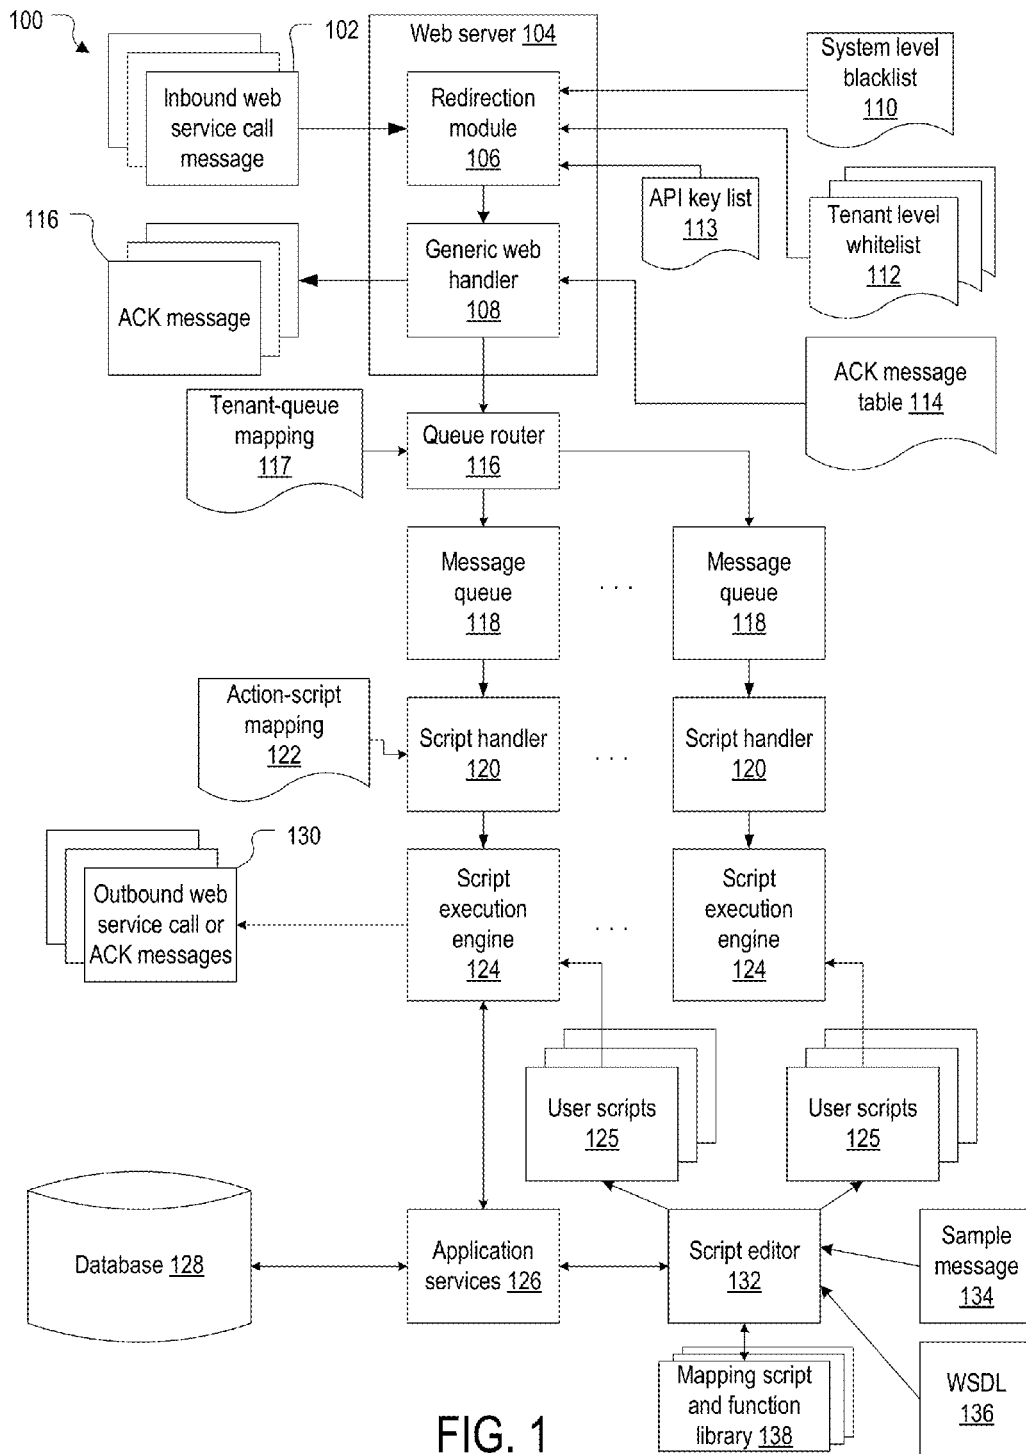 100
102
Web server 104
System level
blacklist
110
Inbound web
service call
message
Redirection
module
106
API key list
113
Tenant level
whitelist
112
116
Generic web
handler
108
ACK message
ACK message
table 114
Tenant-queue
mapping
117
Queue router
116
Message
queue
118
. . .
Message
queue
118
Action-script
mapping
122
Script handler
120
. . .
Script handler
120
130
Outbound web
service call or
ACK messages
Script
execution
engine
124
. . .
Script
execution
engine
124
User scripts
125
User scripts
125
Database 128
Application
services 126
Script editor
132
Sample
message
134
Mapping script
and function
library 138
WSDL
136
FIG. 1